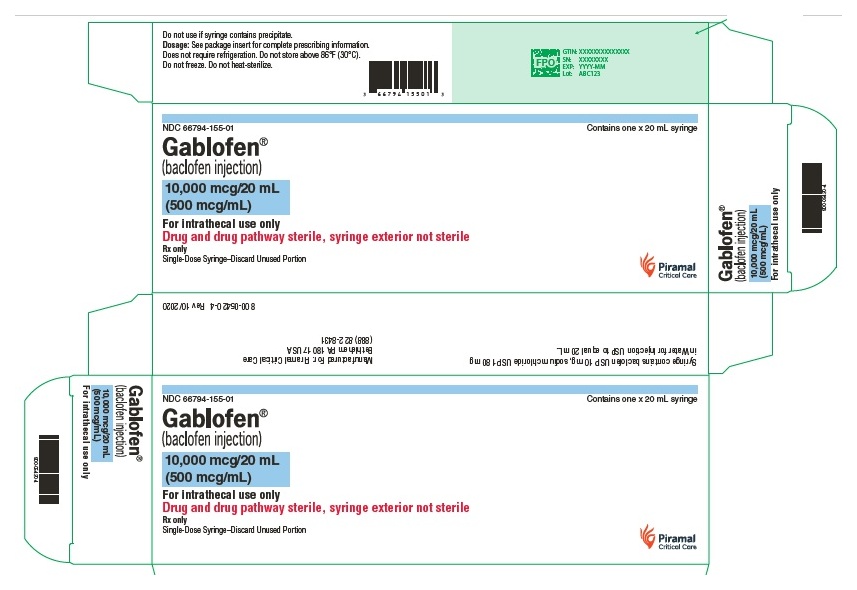 Do not use if syringe contains precipitate.
Dosage: See package insert for complete prescribing information.
Does not require refrigeration. Do not store above 86°F (30°C).
Do not freeze. Do not heat-sterilize.
3 66794 15501 3
FPO
GTIN: XXXXXXXXXXXXXX
SN: XXXXXXXX
EXP: YYYY-MM
Lot: ABC123
NDC 66794-155-01
Contains one x 20 mL syringe
Gablofen®
(baclofen injection)
10,000 mcg/20 mL
(500 mcg/mL)
For intrathecal use only
Drug and drug pathway sterile, syringe exterior not sterile
Rx only
Single-Dose Syringe–Discard Unused Portion
Piramal
Critical Care
Gablofen®
(baclofen injection)
10,000 mcg/20 mL
(500 mcg/mL)
For intrathecal use only
Syringe contains baclofen USP 10 mg, sodium chloride USP 180 mg
in Water for Injection USP to equal 20 mL
Manufactured For Piramal Critical Care
Bethlehem PA 18017 USA
Rev 10/2020
NDC 66794-155-01
Contains one x 20 mL syringe
Gablofen®
(baclofen injection)
10,000 mcg/20 mL
(500 mcg/mL)
For intrathecal use only
Drug and drug pathway sterile, syringe exterior not sterile
Rx only
Single-Dose Syringe–Discard Unused Portion
Piramal
Critical Care
Gablofen®
(baclofen injection)
10,000 mcg/20 mL
(500 mcg/mL)
For intrathecal use only